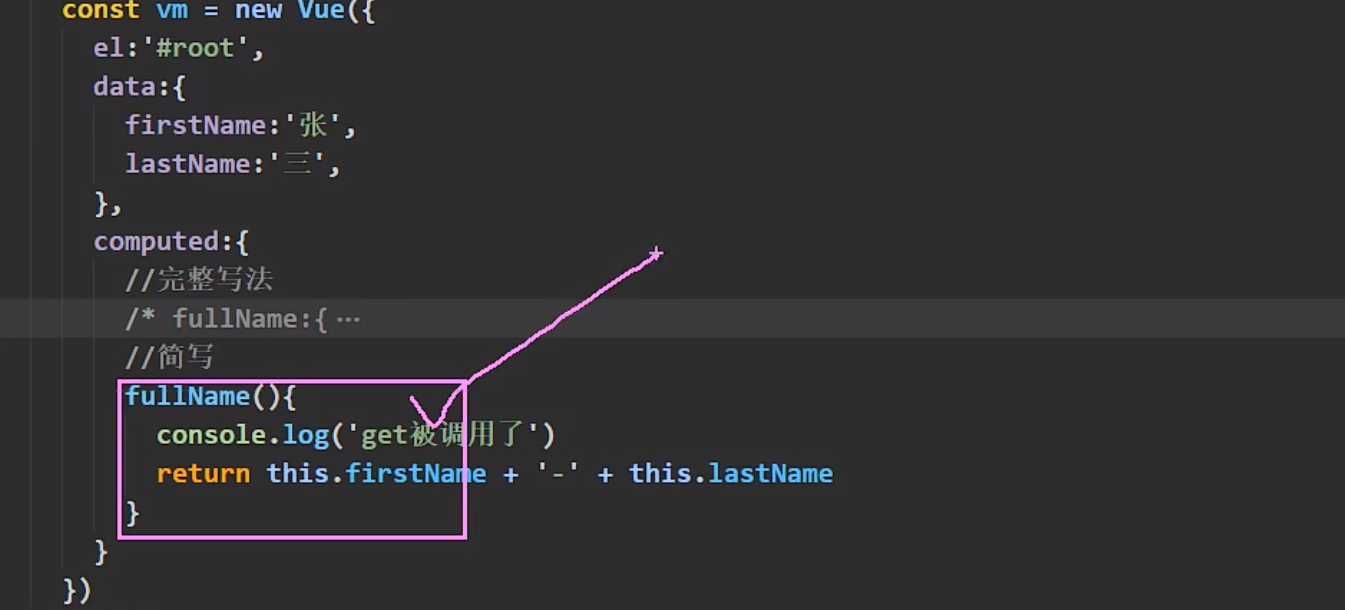 const vm = new Vue({
el:'#root',
data:{
firstName:'张',
lastName:'三',
},
computed:{
//完整写法
/* fullName:{ ···
//简写
fullName(){
console.log('get被调用了')
return this.firstName + '-' + this.lastName
}
}
})